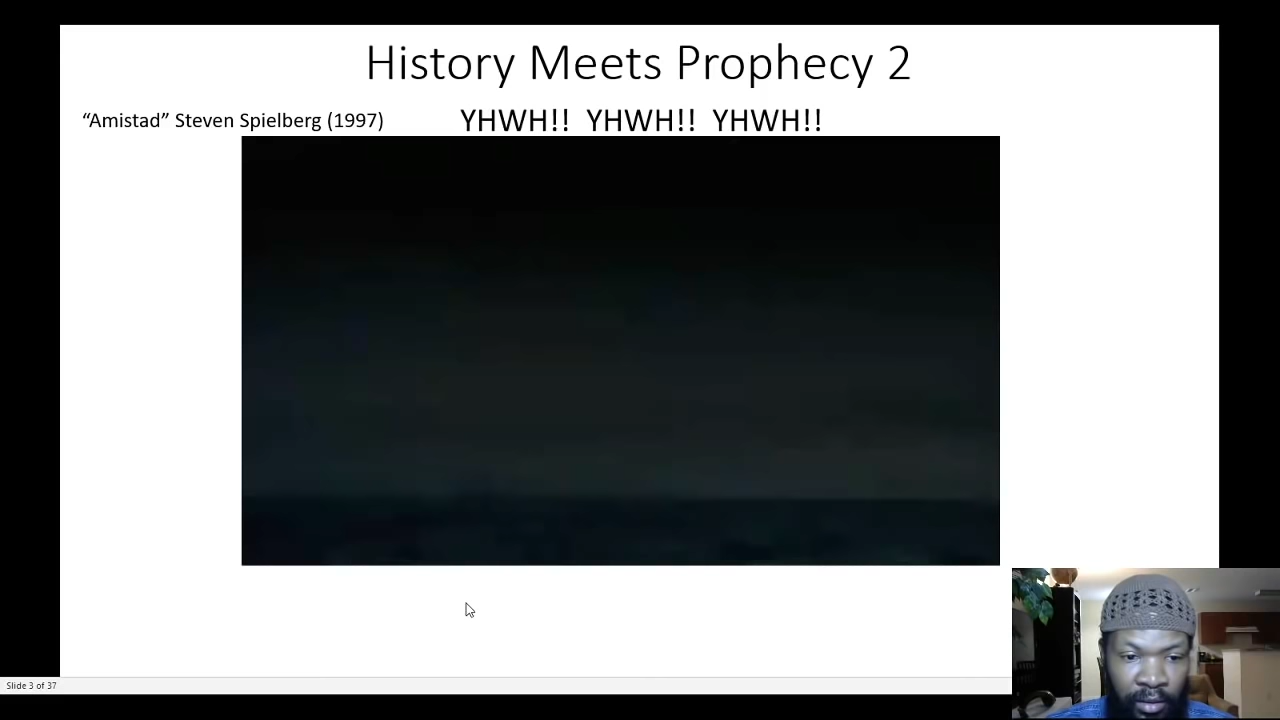 History Meets Prophecy 2
“Amistad” Steven Spielberg (1997)
YHWH!! YHWH!! YHWH!!
Slide 3 of 37